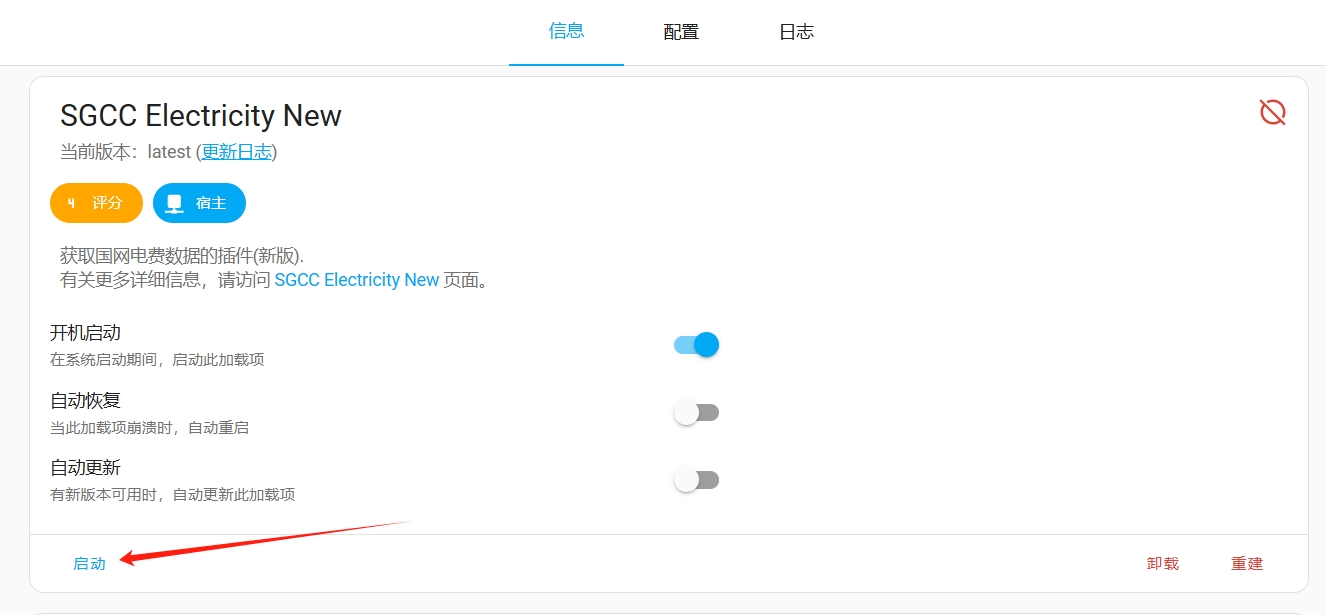 信息 配置 日志
SGCC Electricity New
当前版本：latest (更新日志)
4 评分 宿主
获取国网电费数据的插件(新版).
有关更多详细信息，请访问 SGCC Electricity New 页面。
开机启动
在系统启动期间，启动此加载项
自动恢复
当此加载项崩溃时，自动重启
自动更新
有新版本可用时，自动更新此加载项
启动 卸载 重建